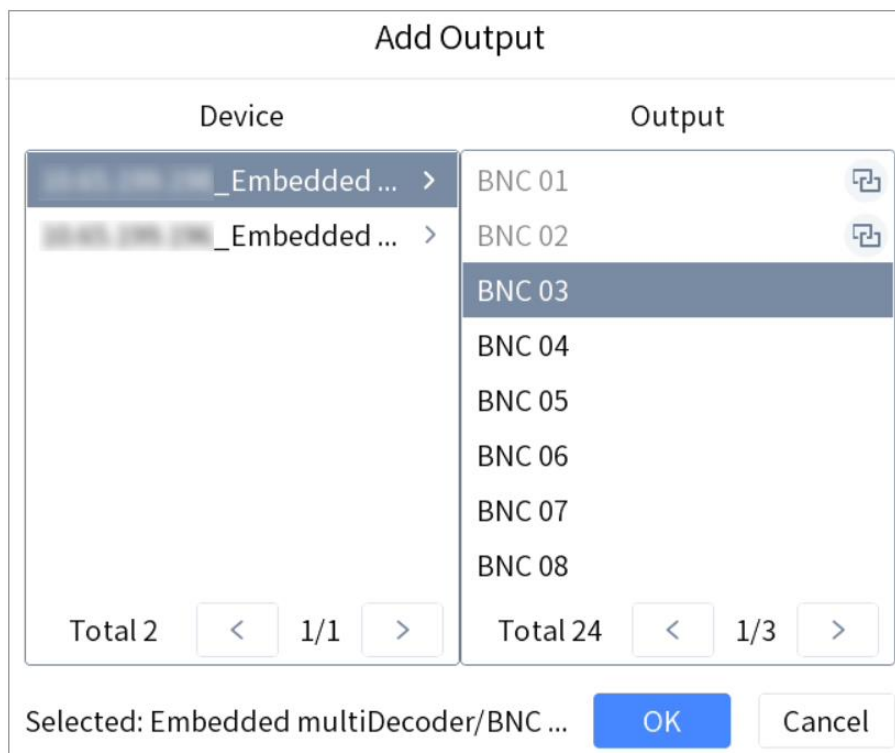 Add Output
Device
Output
_Embedded ...
_Embedded ...
BNC 01
BNC 02
BNC 03
BNC 04
BNC 05
BNC 06
BNC 07
BNC 08
Total 2
1/1
Total 24
1/3
Selected: Embedded multiDecoder/BNC ...
OK
Cancel